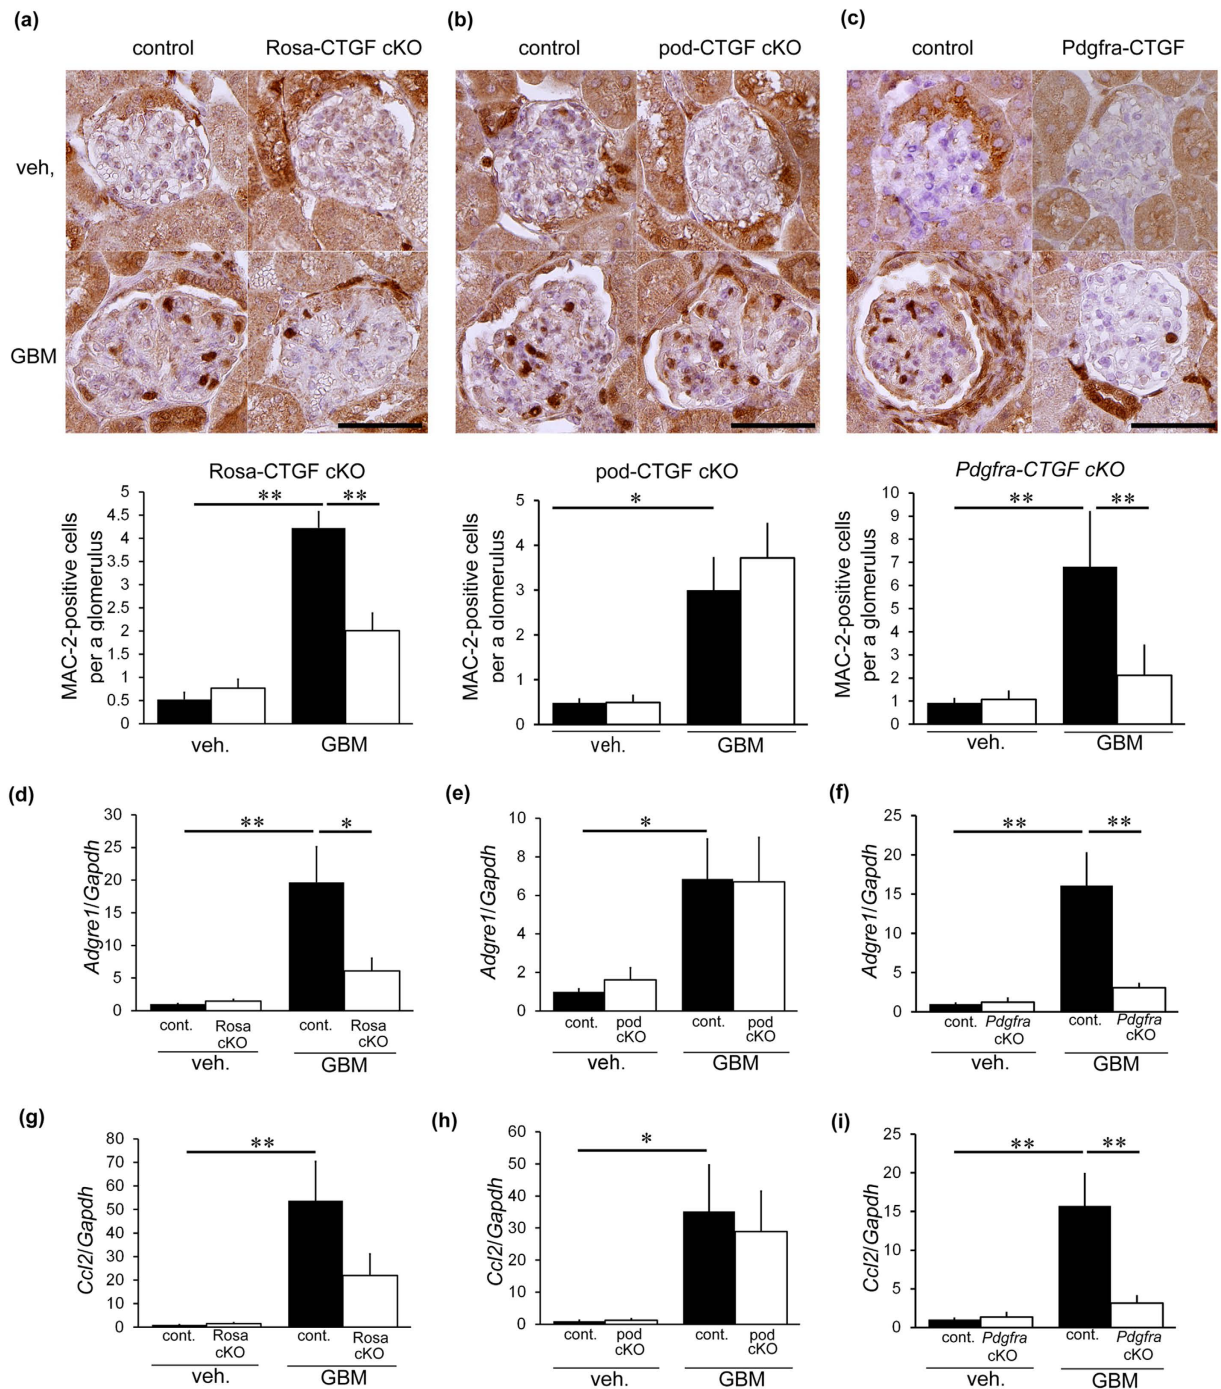 (a)
(b)
(c)
control
Rosa-CTGF cKO
control
pod-CTGF cKO
control
Pdgfra-CTGF
veh,
GBM
Rosa-CTGF cKO
MAC-2-positive cells
per a glomerulus
5
4.5
4
3.5
3
2.5
2
1.5
1
0.5
0
**
**
veh.
GBM
pod-CTGF cKO
MAC-2-positive cells
per a glomerulus
5
4
3
2
1
0
*
veh.
GBM
Pdgfra-CTGF cKO
MAC-2-positive cells
per a glomerulus
10
9
8
7
6
5
4
3
2
1
0
**
**
veh.
GBM
(d)
Adgre1/Gapdh
30
25
20
15
10
5
0
**
*
cont.
Rosa
cKO
cont.
Rosa
cKO
veh.
GBM
(e)
Adgre1/Gapdh
10
8
6
4
2
0
*
cont.
pod
cKO
cont.
pod
cKO
veh.
GBM
(f)
Adgre1/Gapdh
25
20
15
10
5
0
**
**
cont.
Pdgfra
cKO
cont.
Pdgfra
cKO
veh.
GBM
(g)
Ccl2/Gapdh
80
70
60
50
40
30
20
10
0
**
cont.
Rosa
cKO
cont.
Rosa
cKO
veh.
GBM
(h)
Ccl2/Gapdh
60
50
40
30
20
10
0
*
cont.
pod
cKO
cont.
pod
cKO
veh.
GBM
(i)
Ccl2/Gapdh
25
20
15
10
5
0
**
**
cont.
Pdgfra
cKO
cont.
Pdgfra
cKO
veh.
GBM